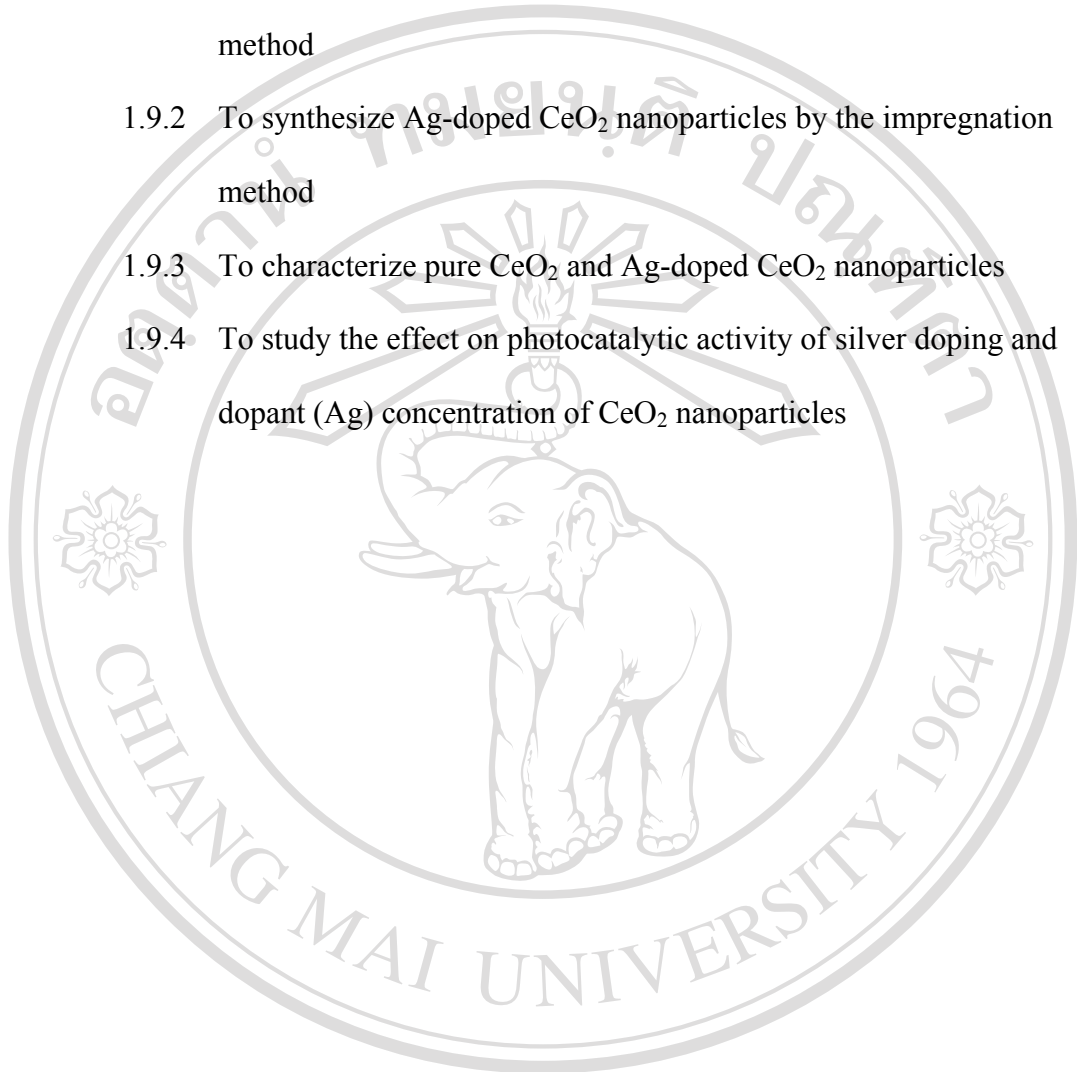 method
1.9.2 To synthesize Ag-doped CeO₂ nanoparticles by the impregnation
method
1.9.3 To characterize pure CeO₂ and Ag-doped CeO₂ nanoparticles
1.9.4 To study the effect on photocatalytic activity of silver doping and
dopant (Ag) concentration of CeO₂ nanoparticles
CHIANG MAI UNIVERSITY 1964